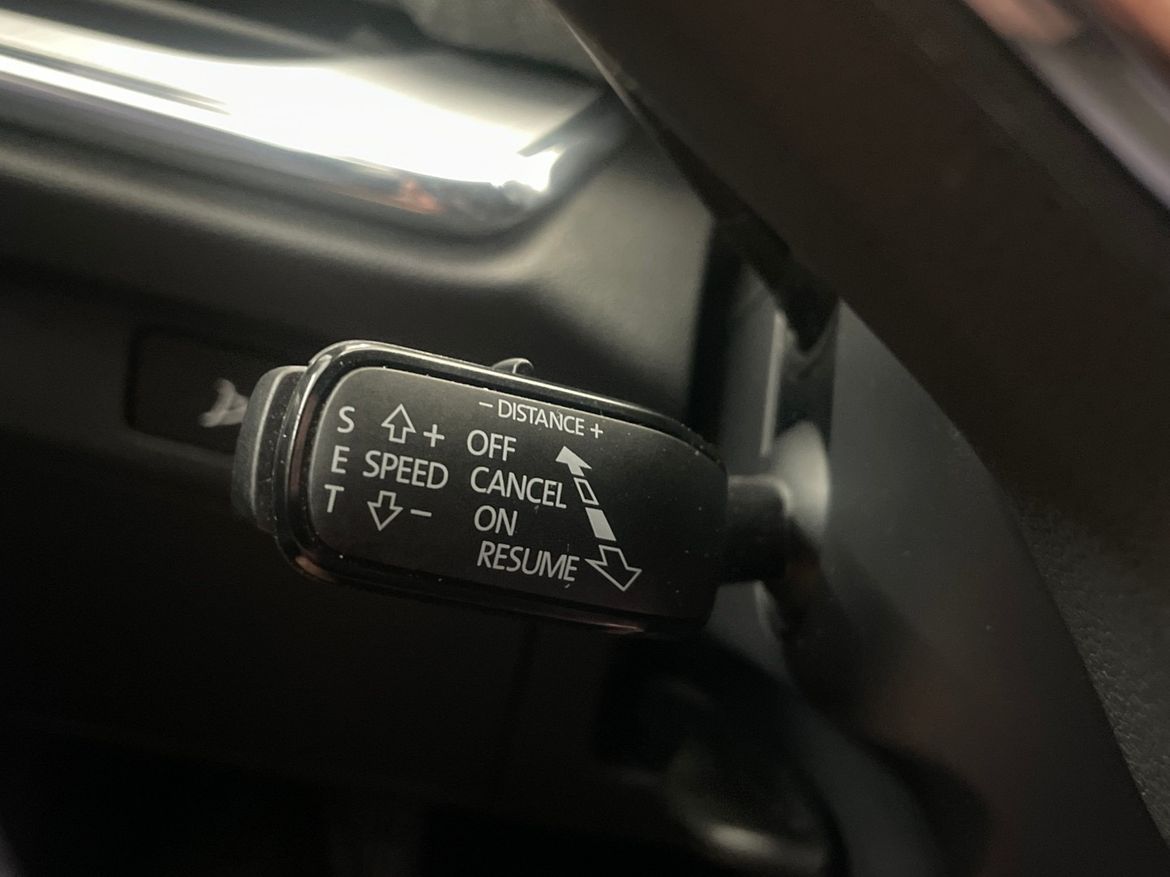 - DISTANCE +
S
E
T
+
SPEED
-
OFF
CANCEL
ON
RESUME